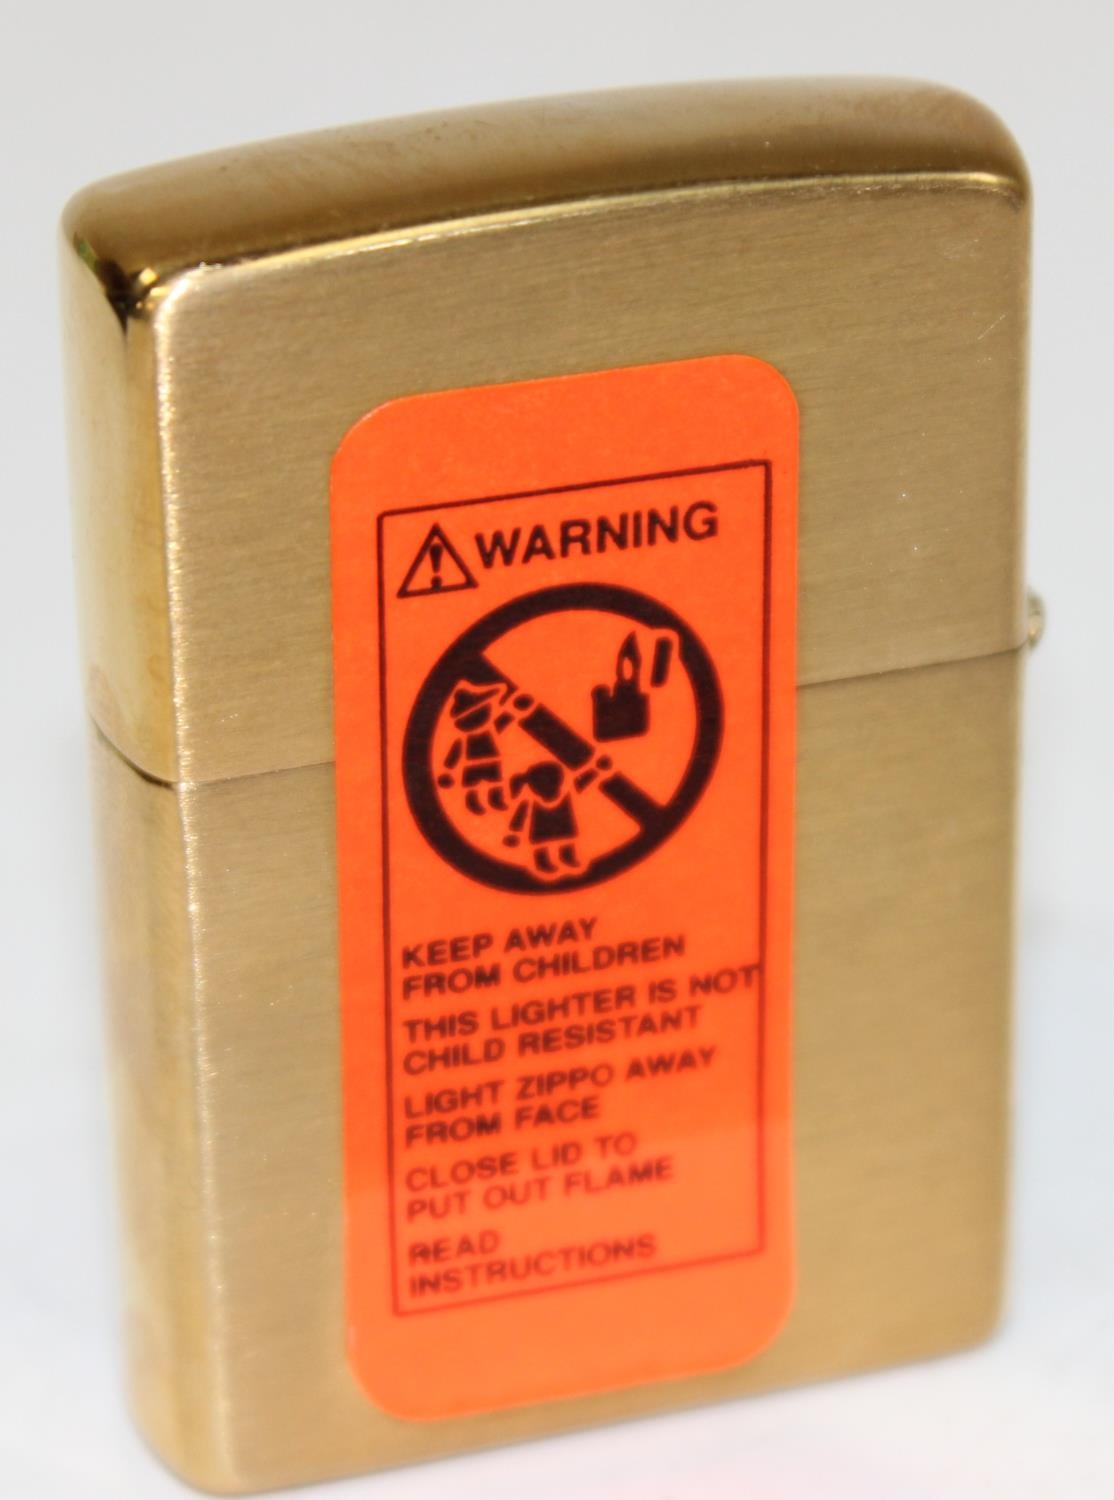 WARNING
KEEP AWAY
FROM CHILDREN
THIS LIGHTER IS NOT
CHILD RESISTANT
LIGHT ZIPPO AWAY
FROM FACE
CLOSE LID TO
PUT OUT FLAME
READ
INSTRUCTIONS